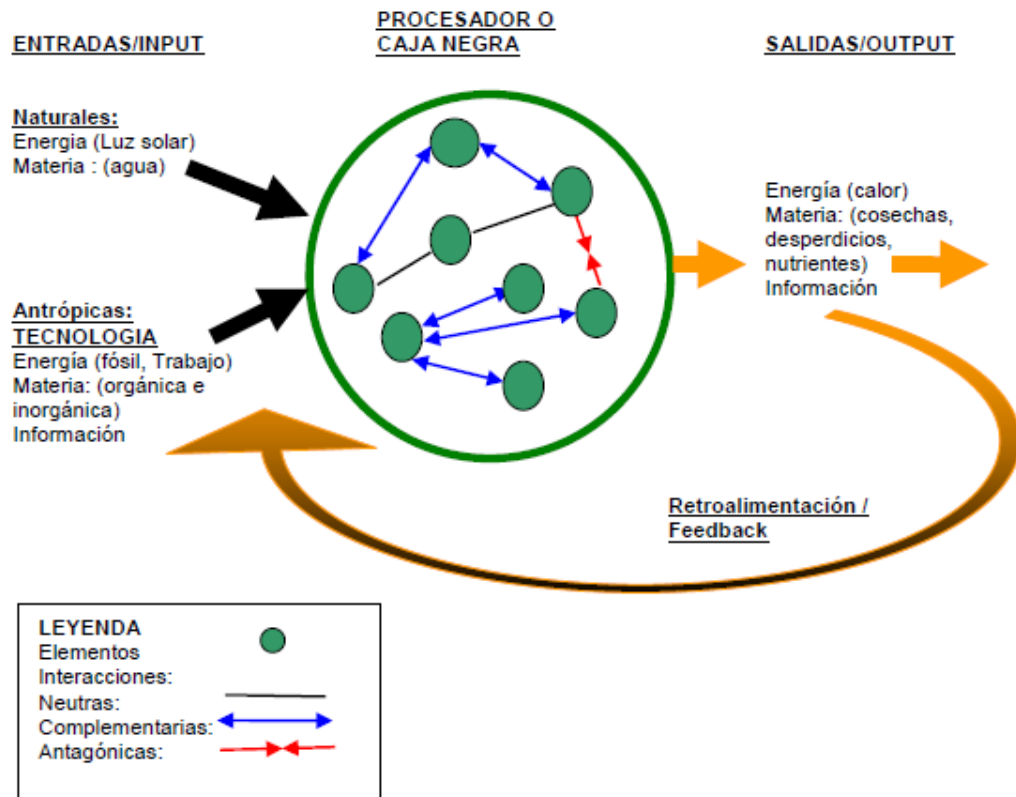 ENTRADAS/INPUT
PROCESADOR O
CAJA NEGRA
SALIDAS/OUTPUT
Naturales:
Energia (Luz solar)
Materia : (agua)
Antrópicas:
TECNOLOGIA
Energía (fósil, Trabajo)
Materia: (orgánica e
inorgánica)
Información
Energía (calor)
Materia: (cosechas,
desperdicios,
nutrientes)
Información
Retroalimentación /
Feedback
LEYENDA
Elementos
Interacciones:
Neutras:
Complementarias:
Antagónicas: